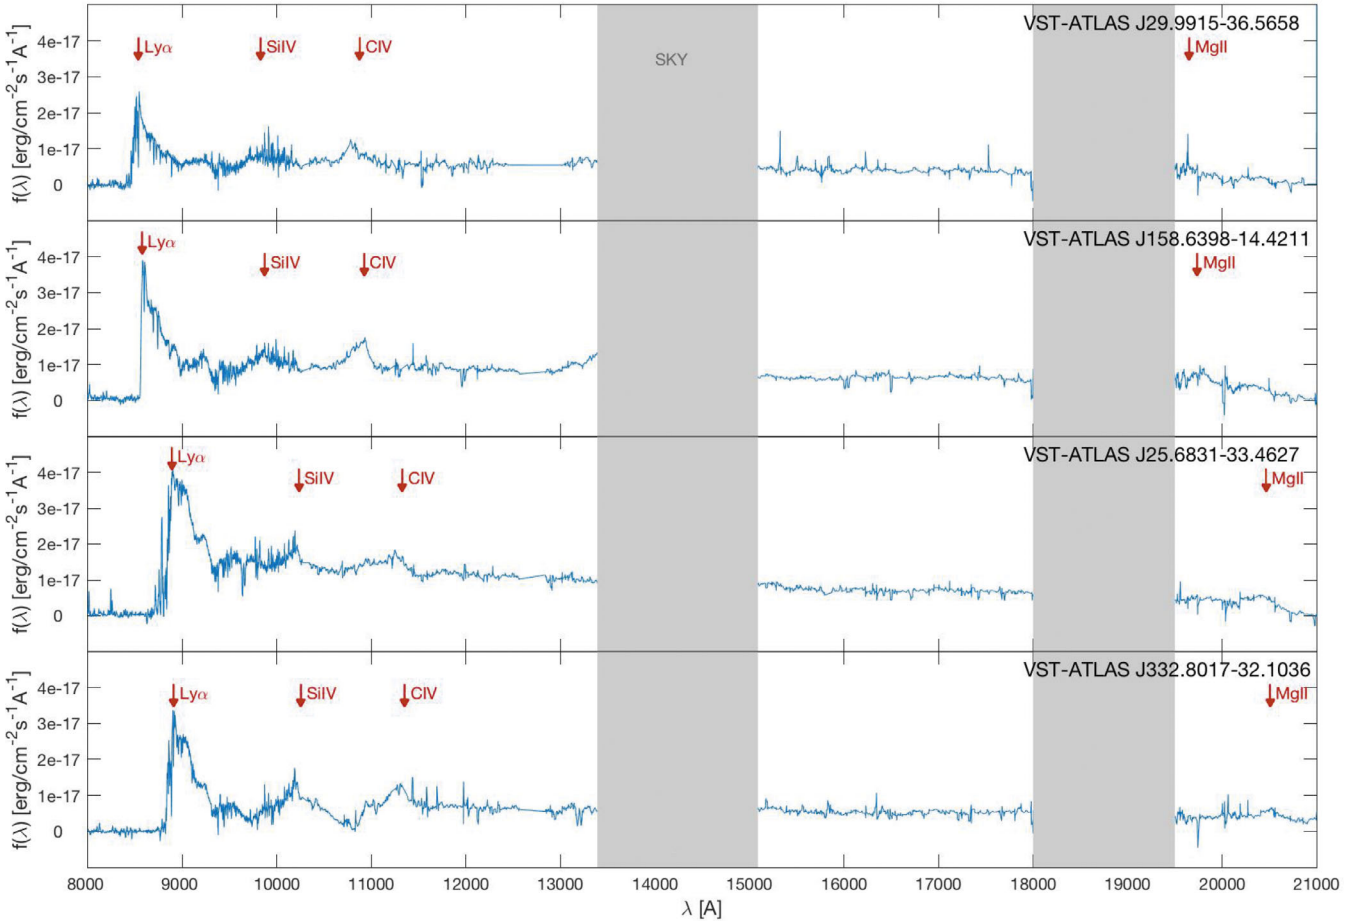 VST-ATLAS J29.9915-36.5658
4e-17
3e-17
2e-17
1e-17
0
f(λ) [erg/cm⁻²s⁻¹A⁻¹]
Lyα
SiIV
CIV
SKY
MgII
VST-ATLAS J158.6398-14.4211
4e-17
3e-17
2e-17
1e-17
0
f(λ) [erg/cm⁻²s⁻¹A⁻¹]
Lyα
SiIV
CIV
MgII
VST-ATLAS J25.6831-33.4627
4e-17
3e-17
2e-17
1e-17
0
f(λ) [erg/cm⁻²s⁻¹A⁻¹]
Lyα
SiIV
CIV
MgII
VST-ATLAS J332.8017-32.1036
4e-17
3e-17
2e-17
1e-17
0
f(λ) [erg/cm⁻²s⁻¹A⁻¹]
Lyα
SiIV
CIV
MgII
8000 9000 10000 11000 12000 13000 14000 15000 16000 17000 18000 19000 20000 21000
λ [A]